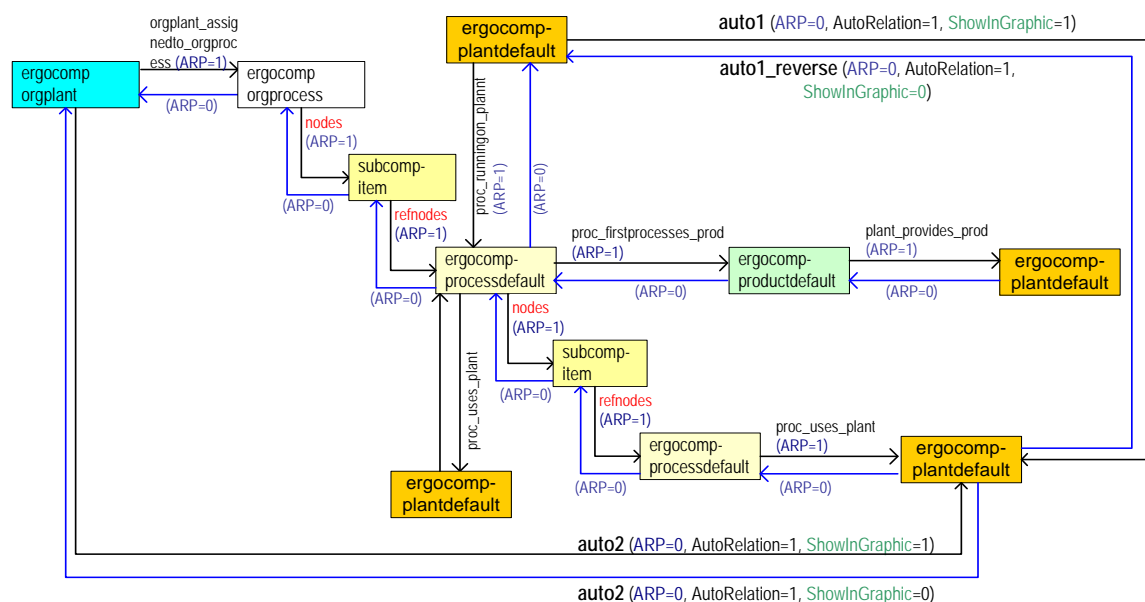 auto1 (ARP=0, AutoRelation=1, ShowInGraphic=1)
orgplant_assig
nedto_orgproc
ess (ARP=1)
ergocomp-
plantdefault
ergocomp
orgplant
ergocomp
orgprocess
(ARP=0)
auto1_reverse (ARP=0, AutoRelation=1,
ShowInGraphic=0)
nodes
(ARP=1)
proc_runningon_plannt
(ARP=1)
(ARP=0)
subcomp-
item
(ARP=0)
refnodes
(ARP=1)
proc_firstprocesses_prod
(ARP=1)
plant_provides_prod
(ARP=1)
ergocomp-
processdefault
ergocomp-
productdefault
ergocomp-
plantdefault
(ARP=0)
(ARP=0)
(ARP=0)
nodes
(ARP=1)
subcomp-
item
(ARP=0)
proc_uses_plant
refnodes
(ARP=1)
proc_uses_plant
(ARP=1)
ergocomp-
processdefault
ergocomp-
plantdefault
ergocomp-
plantdefault
(ARP=0)
(ARP=0)
auto2 (ARP=0, AutoRelation=1, ShowInGraphic=1)
auto2 (ARP=0, AutoRelation=1, ShowInGraphic=0)